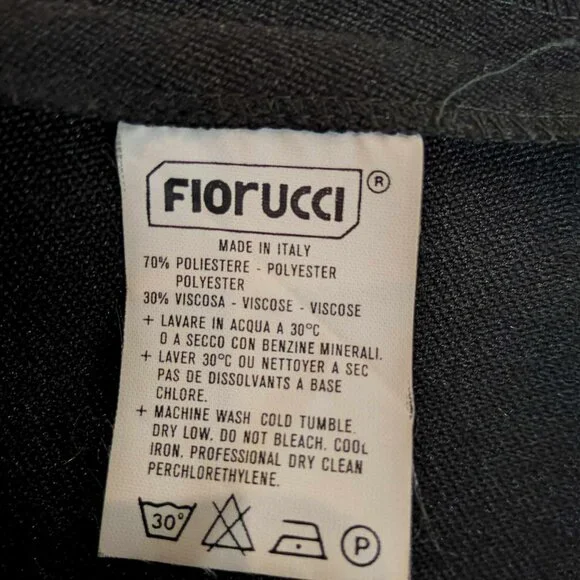 FIORUCCI ®
MADE IN ITALY
70% POLIESTERE - POLYESTER
POLYESTER
30% VISCOSA - VISCOSE - VISCOSE
+ LAVARE IN ACQUA A 30°C
O A SECCO CON BENZINE MINERALI.
+ LAVER 30°C OU NETTOYER A SEC
PAS DE DISSOLVANTS A BASE
CHLORE.
+ MACHINE WASH COLD TUMBLE.
DRY LOW. DO NOT BLEACH. COOL
IRON. PROFESSIONAL DRY CLEAN
PERCHLORETHYLENE.
30° P